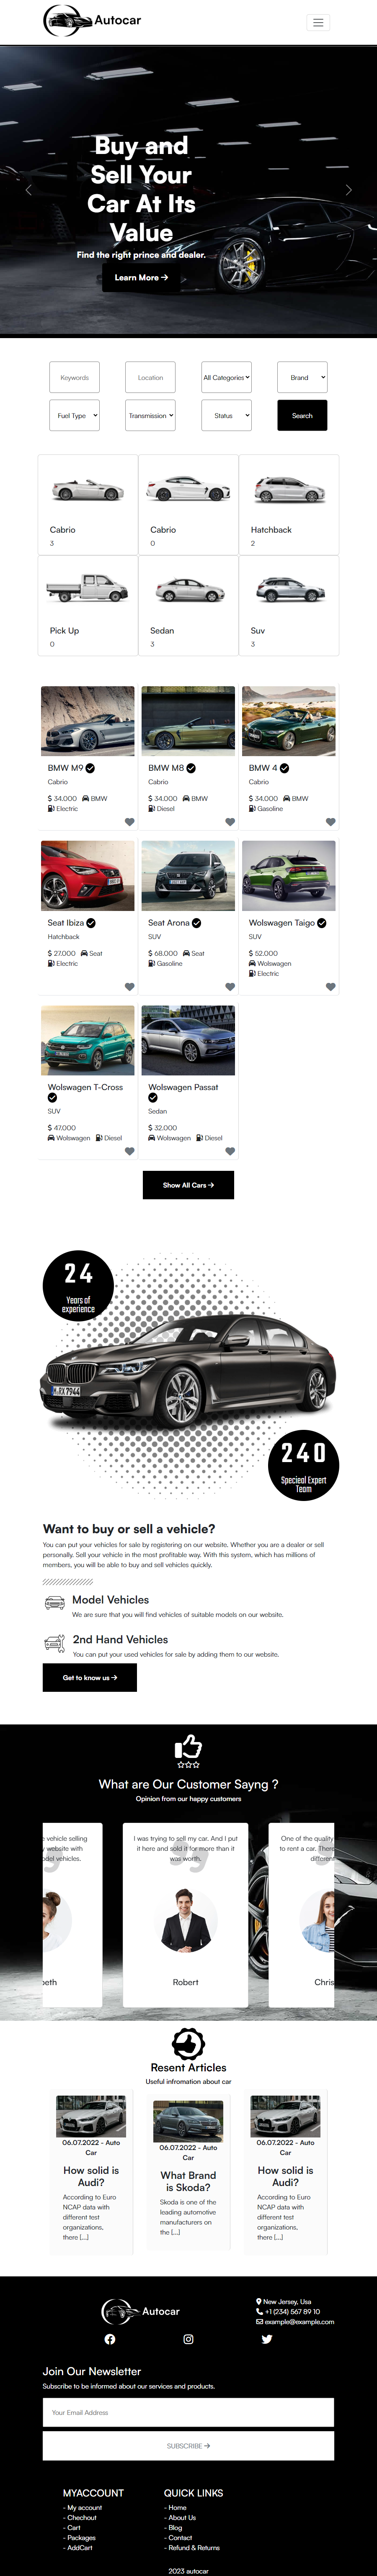 Autocar
Buy and
Sell Your
Car At Its
Value
Find the right prince and dealer.
Learn More
Keywords
Location
All Categories
Brand
Fuel Type
Transmission
Status
Search
Cabrio
3
Cabrio
0
Hatchback
2
Pick Up
0
Sedan
3
Suv
3
BMW M9
Cabrio
$ 34.000 BMW
Electric
BMW M8
Cabrio
$ 34.000 BMW
Diesel
BMW 4
Cabrio
$ 34.000 BMW
Gasoline
Seat Ibiza
Hatchback
$ 27.000 Seat
Electric
Seat Arona
SUV
$ 68.000 Seat
Gasoline
Wolswagen Taigo
SUV
$ 52.000
Wolswagen
Electric
Wolswagen T-Cross
SUV
$ 47.000
Wolswagen Diesel
Wolswagen Passat
Sedan
$ 32.000
Wolswagen Diesel
Show All Cars
24
Years of
experience
240
Specieal Expert
Team
Want to buy or sell a vehicle?
You can put your vehicles for sale by registering on our website. Whether you are a dealer or sell
personally. Sell your vehicle in the most profitable way. With this system, which has millions of
members, you will be able to buy and sell vehicles quickly.
Model Vehicles
We are sure that you will find vehicles of suitable models on our website.
2nd Hand Vehicles
You can put your used vehicles for sale by adding them to our website.
Get to know us
What are Our Customer Sayng ?
Opinion from our happy customers
e vehicle selling
y website with
del vehicles.
beth
I was trying to sell my car. And I put
it here and sold it for more than it
was worth.
Robert
One of the quality
to rent a car. There
different
Chris
Resent Articles
Useful infromation about car
06.07.2022 - Auto
Car
How solid is
Audi?
According to Euro
NCAP data with
different test
organizations,
there [...]
06.07.2022 - Auto
Car
What Brand
is Skoda?
Skoda is one of the
leading automotive
manufacturers on
the [...]
06.07.2022 - Auto
Car
How solid is
Audi?
According to Euro
NCAP data with
different test
organizations,
there [...]
Autocar
New Jersey, Usa
+1 (234) 567 89 10
example@example.com
Join Our Newsletter
Subscribe to be informed about our services and products.
Your Email Address
SUBSCRIBE
MYACCOUNT
- My account
- Chechout
- Cart
- Packages
- AddCart
QUICK LINKS
- Home
- About Us
- Blog
- Contact
- Refund & Returns
2023 autocar